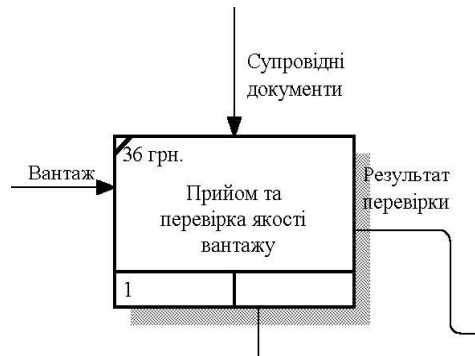 Супровідні
документи
36 грн.
Вантаж
Прийом та
перевірка якості
вантажу
Результат
перевірки
1